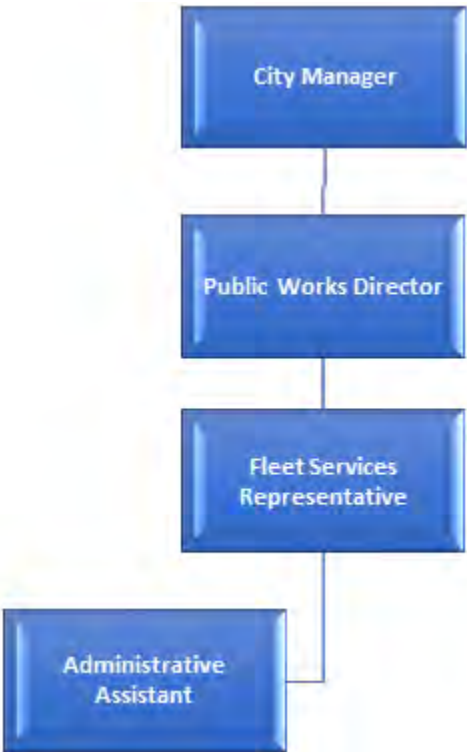 City Manager
Public Works Director
Fleet Services
Representative
Administrative
Assistant